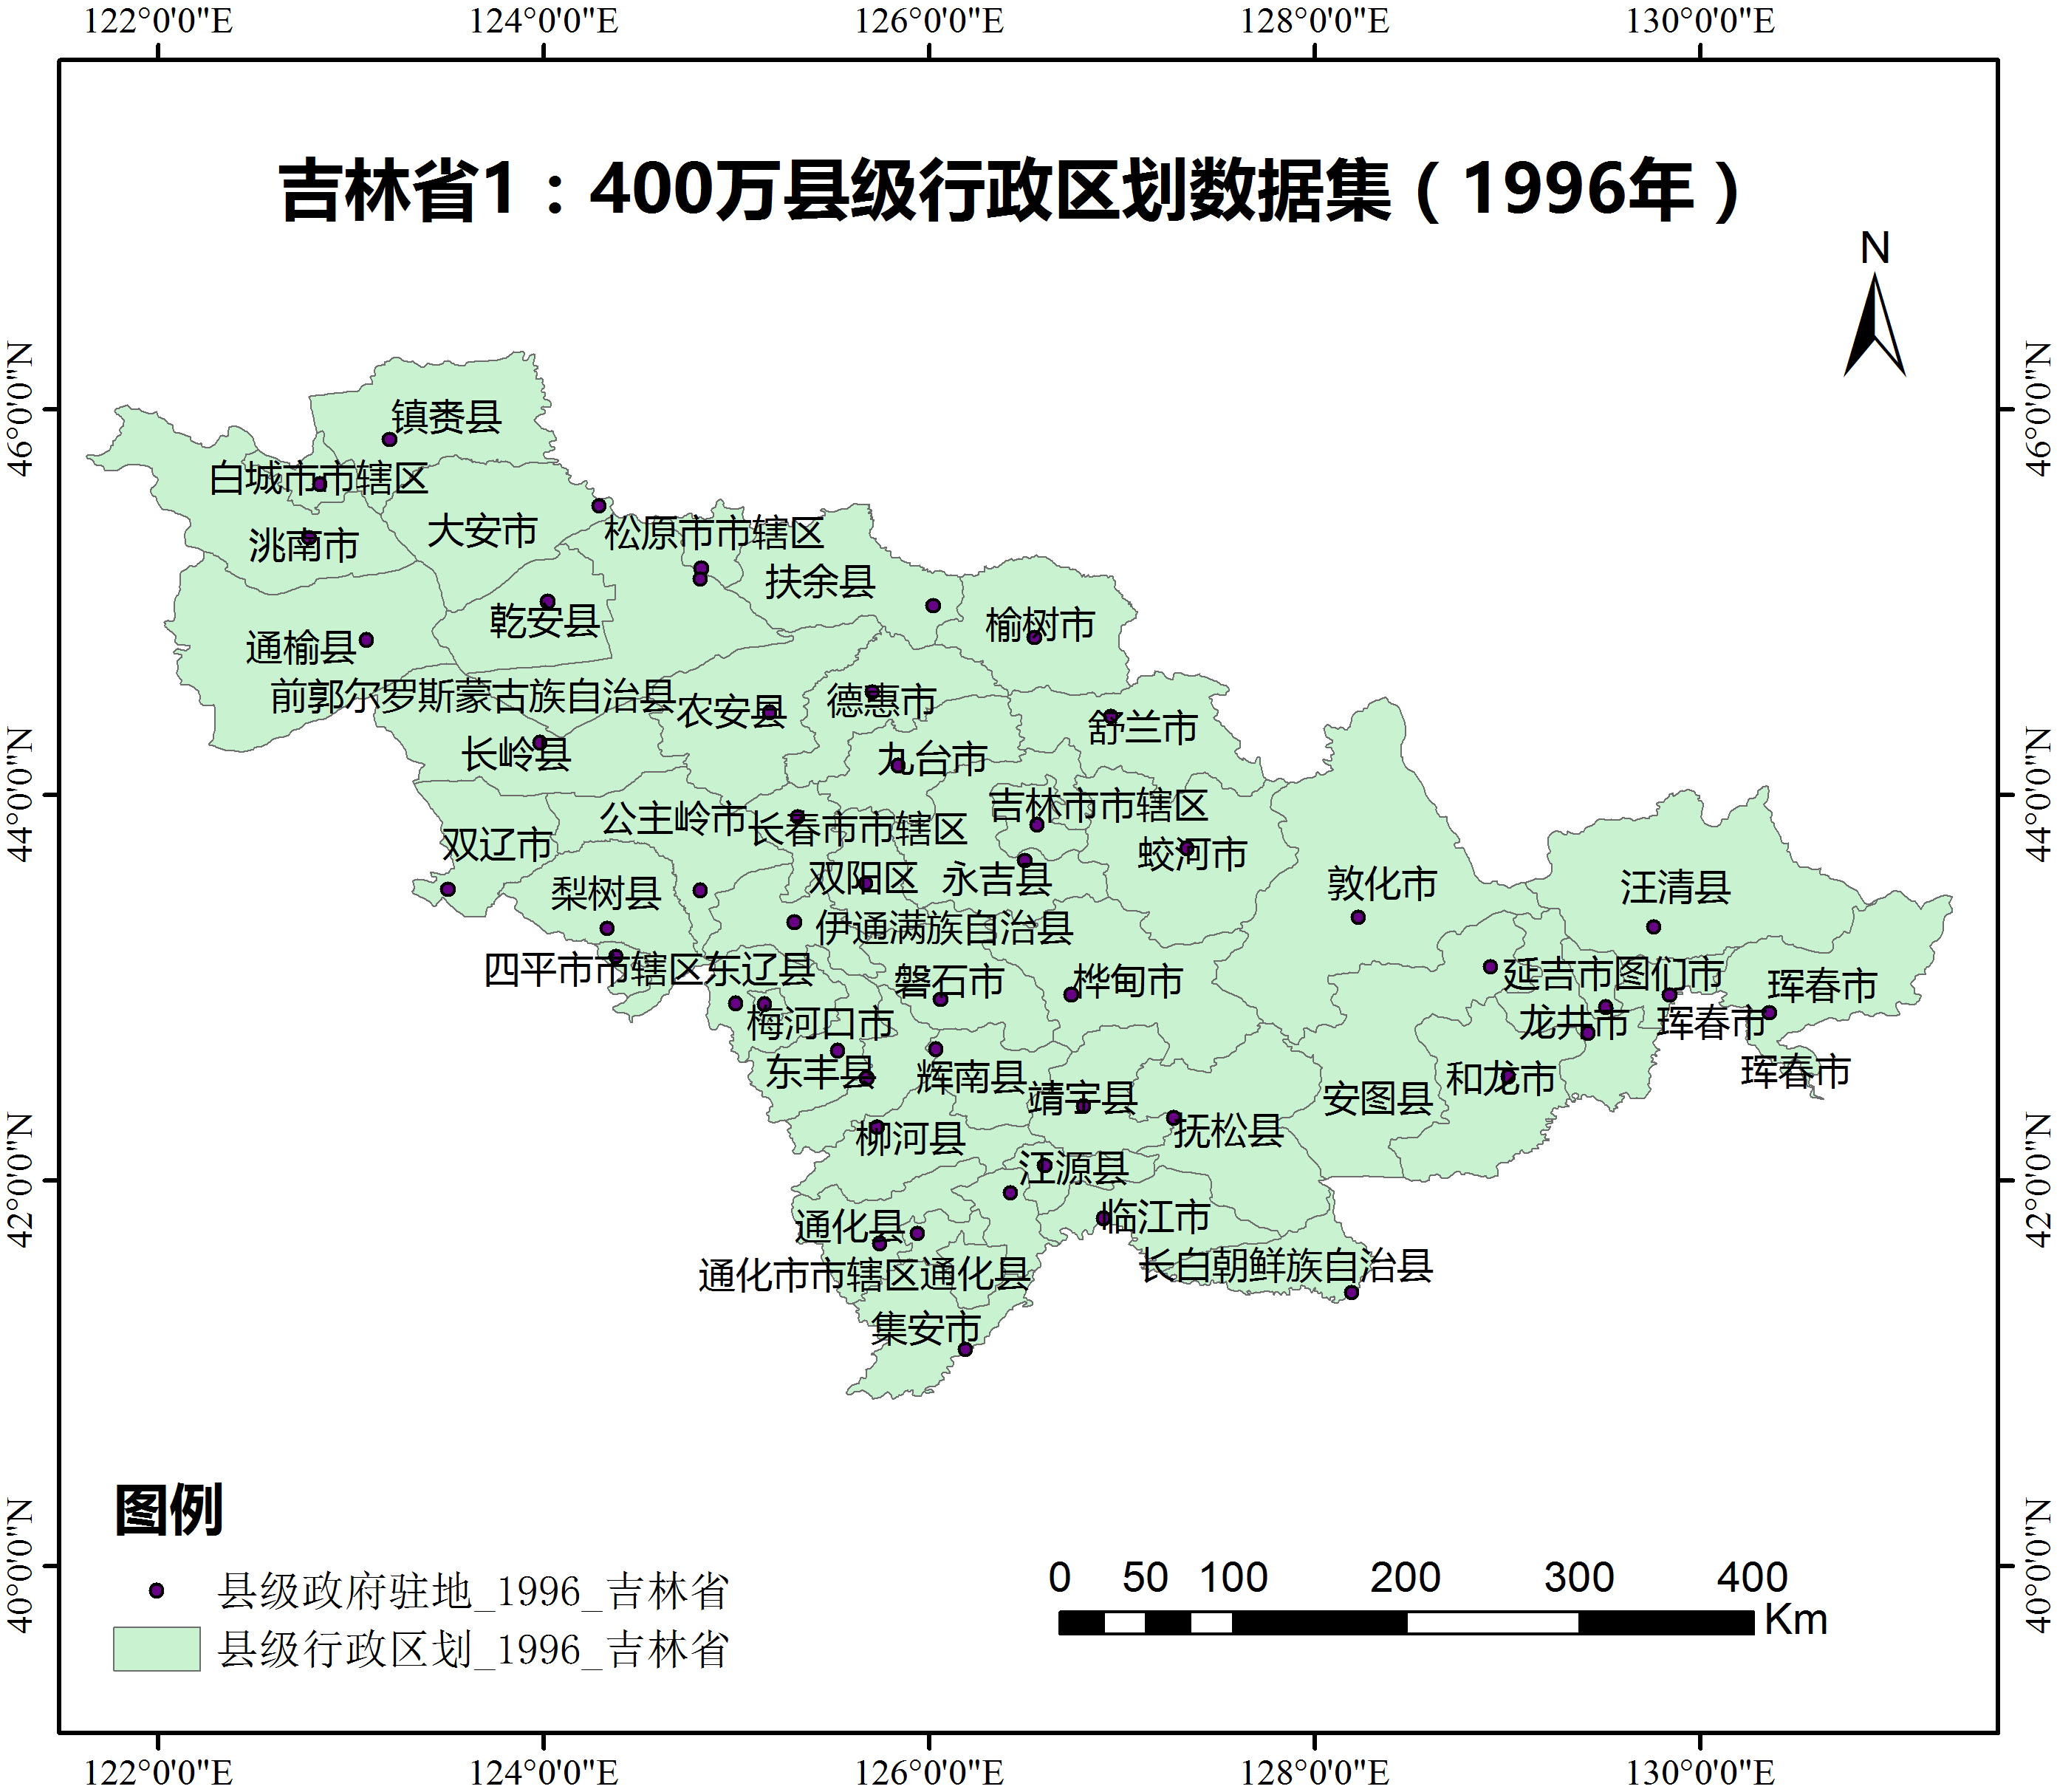 122°0'0"E 124°0'0"E 126°0'0"E 128°0'0"E 130°0'0"E
吉林省1：400万县级行政区划数据集（1996年）
N
46°0'0"N 46°0'0"N
镇赉县
白城市市辖区
大安市 松原市市辖区
洮南市
扶余县
乾安县 榆树市
通榆县
前郭尔罗斯蒙古族自治县 农安县 德惠市
舒兰市
长岭县 九台市
44°0'0"N 44°0'0"N
公主岭市 长春市市辖区 吉林市市辖区
双辽市 蛟河市
梨树县 双阳区 永吉县 敦化市 汪清县
伊通满族自治县
四平市市辖区 东辽县 磐石市 桦甸市 延吉市 图们市 珲春市
梅河口市 龙井市 珲春市
东丰县 辉南县 靖宇县 安图县 和龙市 珲春市
柳河县 抚松县
42°0'0"N 42°0'0"N
江源县
通化县 临江市
通化市市辖区 通化县 长白朝鲜族自治县
集安市
图例
县级政府驻地_1996_吉林省
县级行政区划_1996_吉林省
0 50 100 200 300 400
Km
40°0'0"N 40°0'0"N
122°0'0"E 124°0'0"E 126°0'0"E 128°0'0"E 130°0'0"E